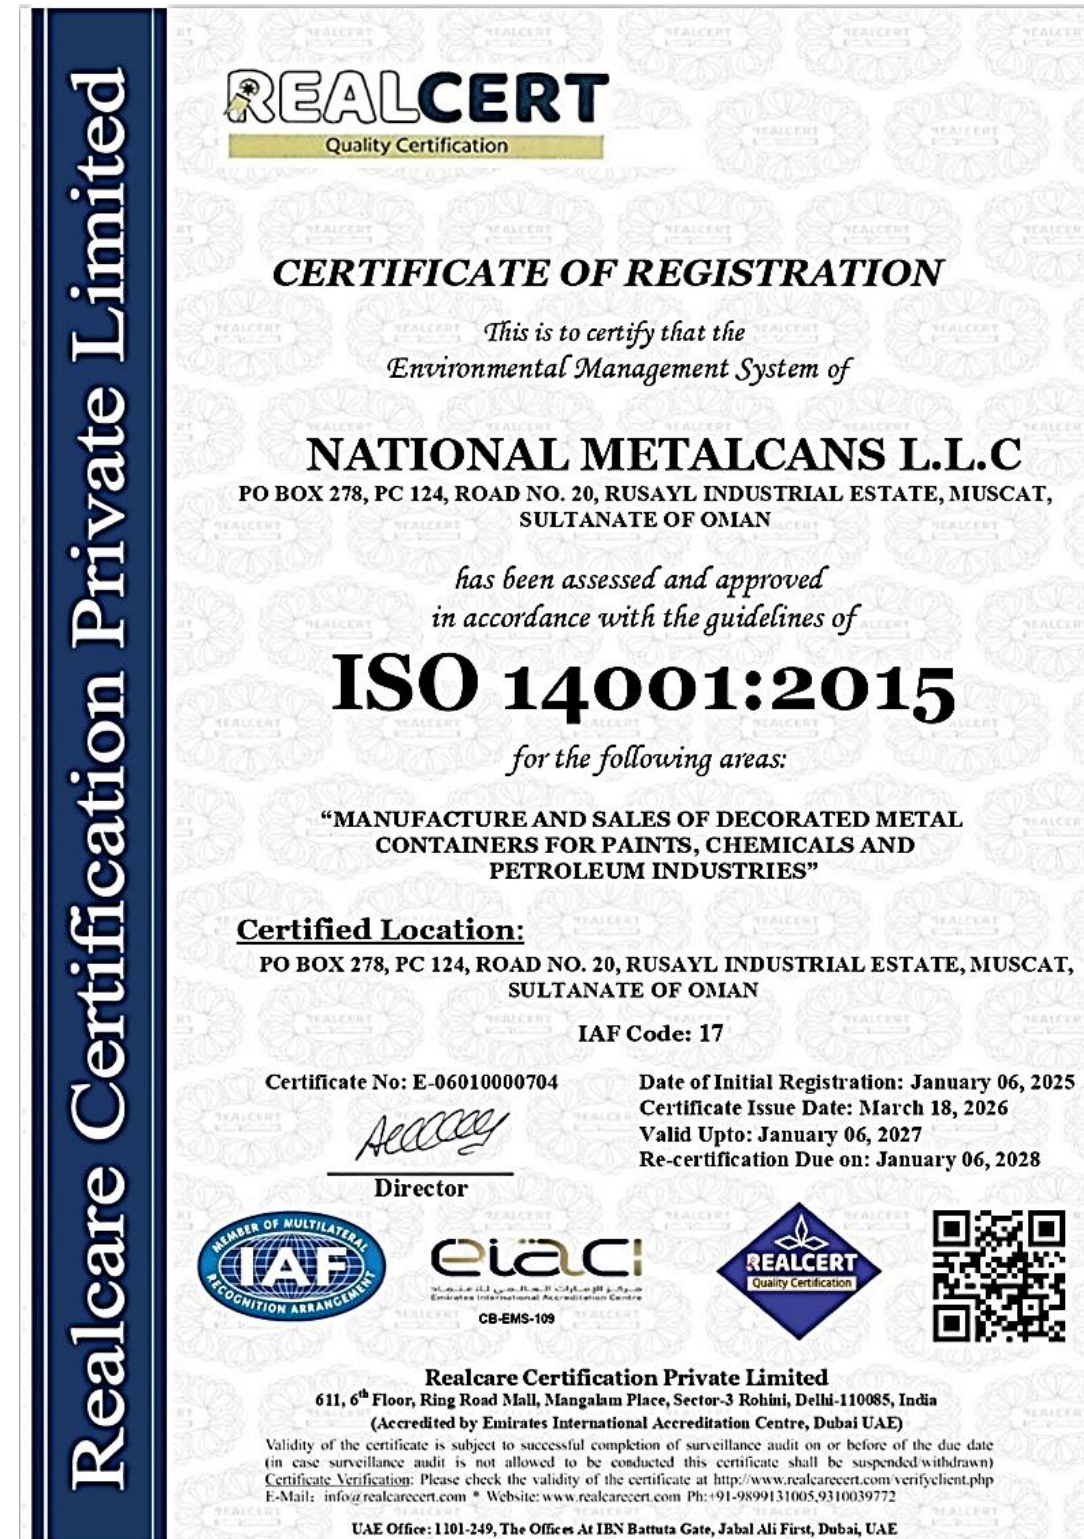 Realcare Certification Private Limited
REALCERT
Quality Certification
CERTIFICATE OF REGISTRATION
This is to certify that the
Environmental Management System of
NATIONAL METALCANS L.L.C
PO BOX 278, PC 124, ROAD NO. 20, RUSAYL INDUSTRIAL ESTATE, MUSCAT,
SULTANATE OF OMAN
has been assessed and approved
in accordance with the guidelines of
ISO 14001:2015
for the following areas:
“MANUFACTURE AND SALES OF DECORATED METAL
CONTAINERS FOR PAINTS, CHEMICALS AND
PETROLEUM INDUSTRIES”
Certified Location:
PO BOX 278, PC 124, ROAD NO. 20, RUSAYL INDUSTRIAL ESTATE, MUSCAT,
SULTANATE OF OMAN
IAF Code: 17
Certificate No: E-06010000704
Date of Initial Registration: January 06, 2025
Certificate Issue Date: March 18, 2026
Valid Upto: January 06, 2027
Re-certification Due on: January 06, 2028
Director
MEMBER OF MULTILATERAL
IAF
RECOGNITION ARRANGEMENT
eiac
مركز الإمارات العالمي للاعتماد
Emirates International Accreditation Centre
CB-EMS-109
REALCERT
Quality Certification
Realcare Certification Private Limited
611, 6th Floor, Ring Road Mall, Mangalam Place, Sector-3 Rohini, Delhi-110085, India
(Accredited by Emirates International Accreditation Centre, Dubai UAE)
Validity of the certificate is subject to successful completion of surveillance audit on or before of the due date
(in case surveillance audit is not allowed to be conducted this certificate shall be suspended/withdrawn)
Certificate Verification: Please check the validity of the certificate at http://www.realcarecert.com/verifyclient.php
E-Mail: info@realcarecert.com * Website: www.realcarecert.com Ph:+91-9899131005,9310039772
UAE Office: 1101-249, The Offices At IBN Battuta Gate, Jabal Ali First, Dubai, UAE